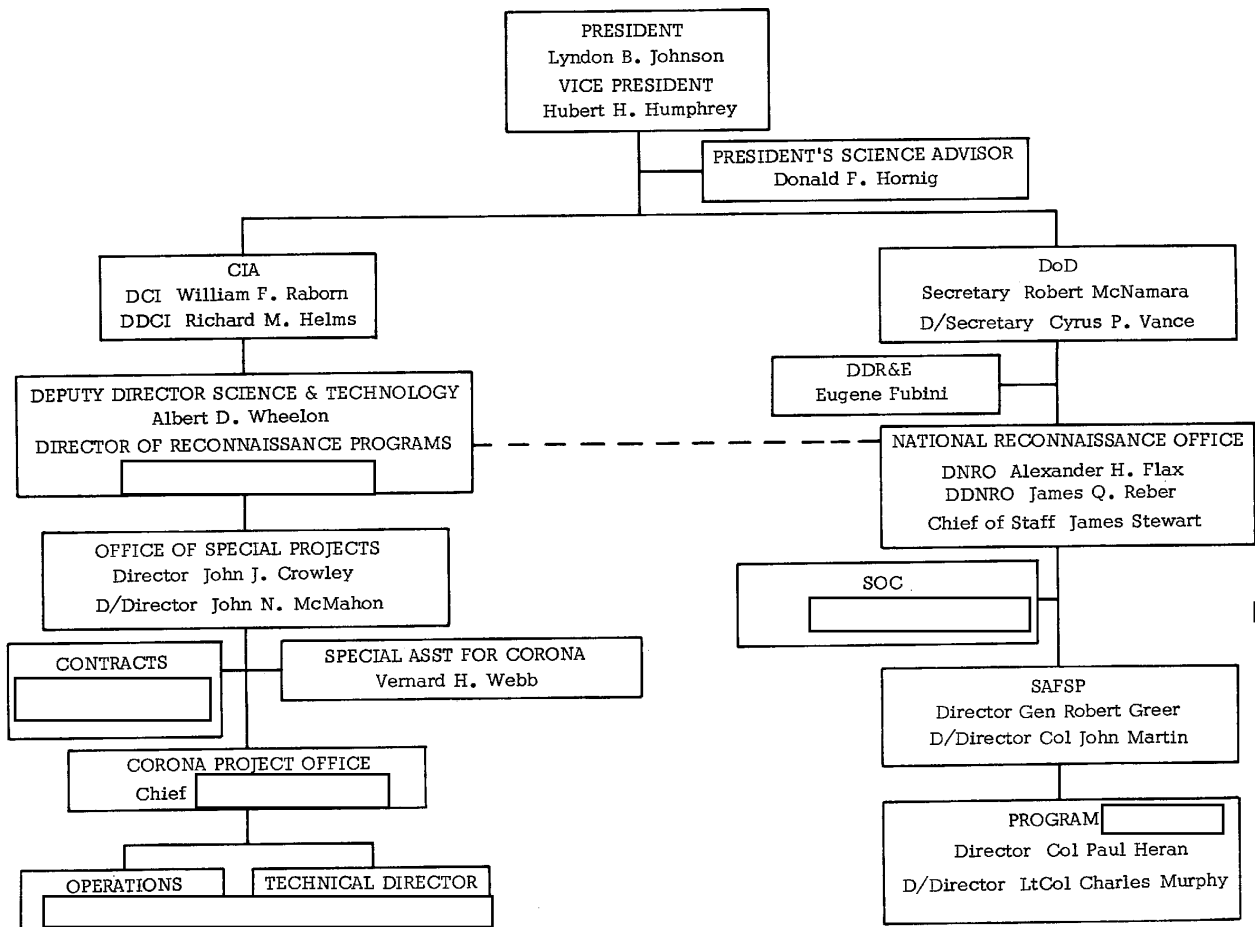 PRESIDENT
Lyndon B. Johnson
VICE PRESIDENT
Hubert H. Humphrey
PRESIDENT'S SCIENCE ADVISOR
Donald F. Hornig
CIA
DCI William F. Raborn
DDCI Richard M. Helms
DoD
Secretary Robert McNamara
D/Secretary Cyrus P. Vance
DDR&E
Eugene Fubini
DEPUTY DIRECTOR SCIENCE & TECHNOLOGY
Albert D. Wheelon
DIRECTOR OF RECONNAISSANCE PROGRAMS
NATIONAL RECONNAISSANCE OFFICE
DNRO Alexander H. Flax
DDNRO James Q. Reber
Chief of Staff James Stewart
OFFICE OF SPECIAL PROJECTS
Director John J. Crowley
D/Director John N. McMahon
SOC
CONTRACTS
SPECIAL ASST FOR CORONA
Vernard H. Webb
SAFSP
Director Gen Robert Greer
D/Director Col John Martin
CORONA PROJECT OFFICE
Chief
PROGRAM
Director Col Paul Heran
D/Director LtCol Charles Murphy
OPERATIONS
TECHNICAL DIRECTOR